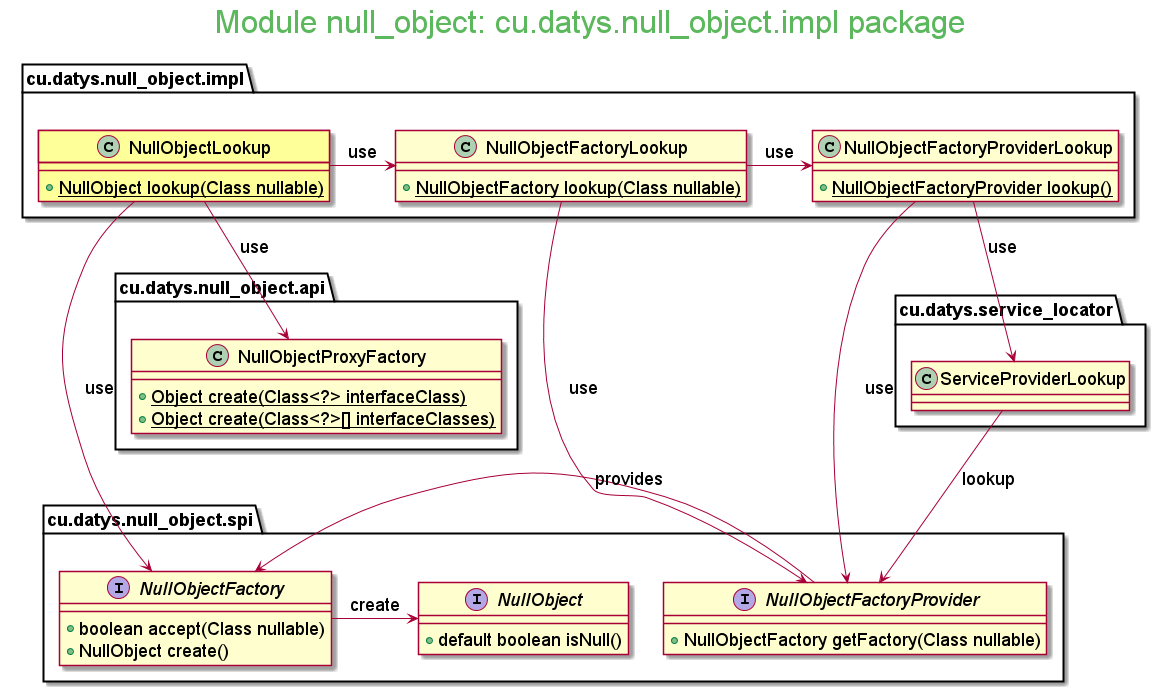 Module null_object: cu.datys.null_object.impl package
cu.datys.null_object.impl
C NullObjectLookup
NullObject lookup(Class nullable)
use
C NullObjectFactoryLookup
NullObjectFactory lookup(Class nullable)
use
C NullObjectFactoryProviderLookup
NullObjectFactoryProvider lookup()
use
use
cu.datys.null_object.api
C NullObjectProxyFactory
Object create(Class<?> interfaceClass)
Object create(Class<?>[] interfaceClasses)
cu.datys.service_locator
C ServiceProviderLookup
use
use
use
provides
lookup
cu.datys.null_object.spi
I NullObjectFactory
boolean accept(Class nullable)
NullObject create()
create
I NullObject
default boolean isNull()
I NullObjectFactoryProvider
NullObjectFactory getFactory(Class nullable)